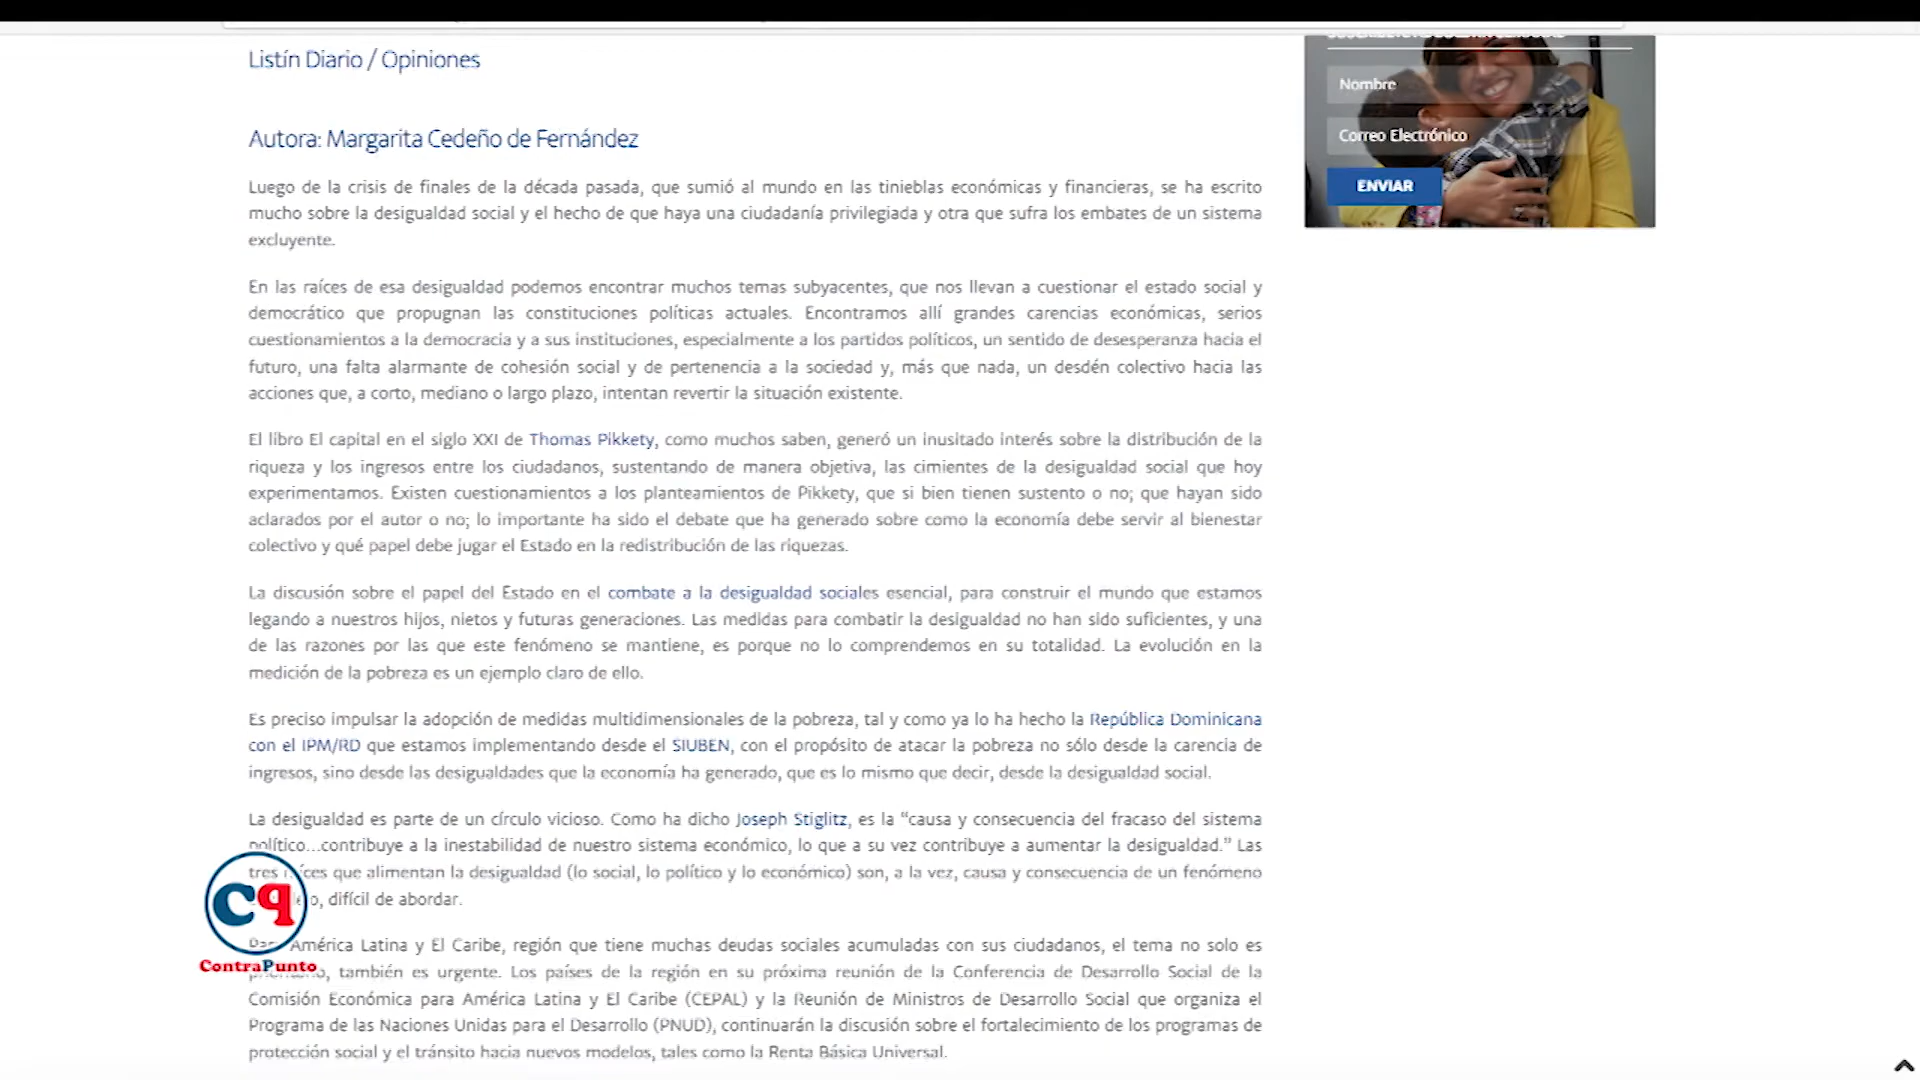 Listín Diario / Opiniones
Autora: Margarita Cedeño de Fernández
Luego de la crisis de finales de la década pasada, que sumió al mundo en las tinieblas económicas y financieras, se ha escrito
mucho sobre la desigualdad social y el hecho de que haya una ciudadanía privilegiada y otra que sufra los embates de un sistema
excluyente.
En las raíces de esa desigualdad podemos encontrar muchos temas subyacentes, que nos llevan a cuestionar el estado social y
democrático que propugnan las constituciones políticas actuales. Encontramos allí grandes carencias económicas, serios
cuestionamientos a la democracia y a sus instituciones, especialmente a los partidos políticos, un sentido de desesperanza hacia el
futuro, una falta alarmante de cohesión social y de pertenencia a la sociedad y, más que nada, un desdén colectivo hacia las
acciones que, a corto, mediano o largo plazo, intentan revertir la situación existente.
El libro El capital en el siglo XXI de Thomas Pikkety, como muchos saben, generó un inusitado interés sobre la distribución de la
riqueza y los ingresos entre los ciudadanos, sustentando de manera objetiva, las cimientes de la desigualdad social que hoy
experimentamos. Existen cuestionamientos a los planteamientos de Pikkety, que si bien tienen sustento o no; que hayan sido
aclarados por el autor o no; lo importante ha sido el debate que ha generado sobre como la economía debe servir al bienestar
colectivo y qué papel debe jugar el Estado en la redistribución de las riquezas.
La discusión sobre el papel del Estado en el combate a la desigualdad sociales esencial, para construir el mundo que estamos
legando a nuestros hijos, nietos y futuras generaciones. Las medidas para combatir la desigualdad no han sido suficientes, y una
de las razones por las que este fenómeno se mantiene, es porque no lo comprendemos en su totalidad. La evolución en la
medición de la pobreza es un ejemplo claro de ello.
Es preciso impulsar la adopción de medidas multidimensionales de la pobreza, tal y como ya lo ha hecho la República Dominicana
con el IPM/RD que estamos implementando desde el SIUBEN, con el propósito de atacar la pobreza no sólo desde la carencia de
ingresos, sino desde las desigualdades que la economía ha generado, que es lo mismo que decir, desde la desigualdad social.
La desigualdad es parte de un círculo vicioso. Como ha dicho Joseph Stiglitz, es la “causa y consecuencia del fracaso del sistema
político...contribuye a la inestabilidad de nuestro sistema económico, lo que a su vez contribuye a aumentar la desigualdad.” Las
tres que alimentan la desigualdad (lo social, lo político y lo económico) son, a la vez, causa y consecuencia de un fenómeno
difícil de abordar.
América Latina y El Caribe, región que tiene muchas deudas sociales acumuladas con sus ciudadanos, el tema no solo es
también es urgente. Los países de la región en su próxima reunión de la Conferencia de Desarrollo Social de la
Comisión Económica para América Latina y El Caribe (CEPAL) y la Reunión de Ministros de Desarrollo Social que organiza el
Programa de las Naciones Unidas para el Desarrollo (PNUD), continuarán la discusión sobre el fortalecimiento de los programas de
protección social y el tránsito hacia nuevos modelos, tales como la Renta Básica Universal.
Nombre
Correo Electrónico
ENVIAR
CP
ContraPunto